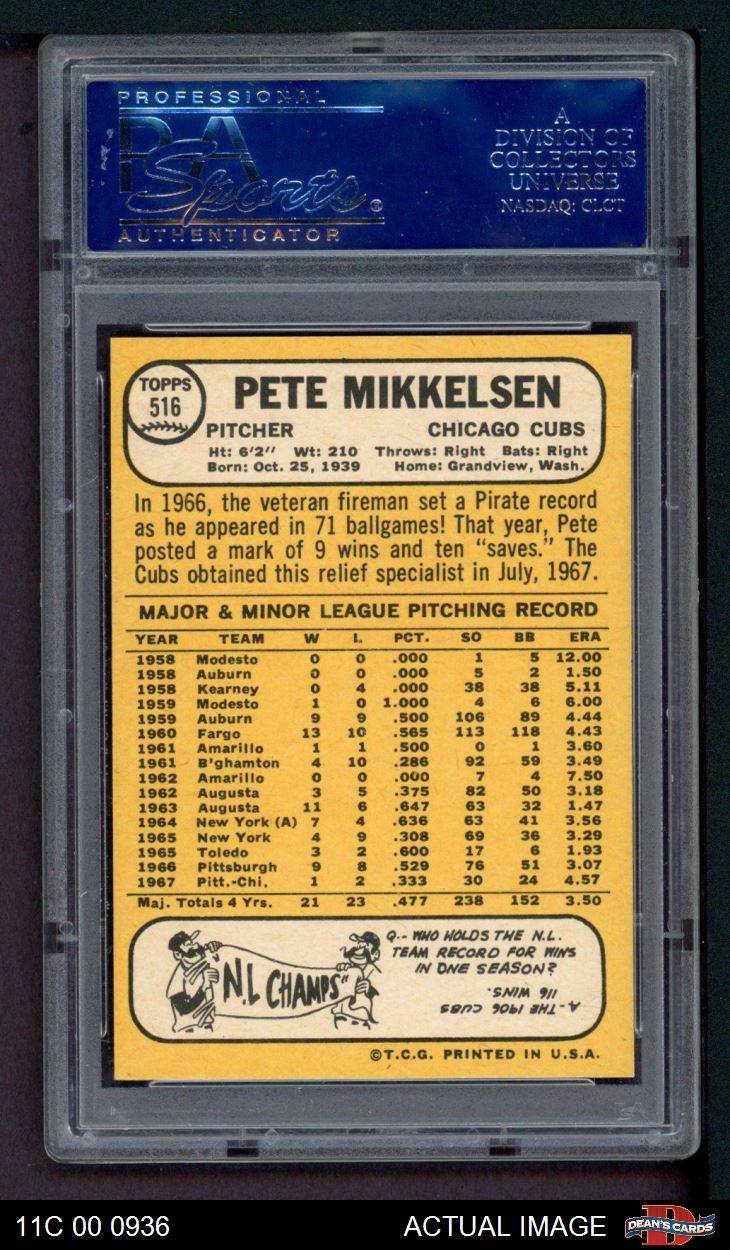 PROFESSIONAL
PSA
Sports®
AUTHENTICATOR
A
DIVISION OF
COLLECTORS
UNIVERSE
NASDAQ: CLCT
TOPPS
516
PETE MIKKELSEN
PITCHER CHICAGO CUBS
Ht: 6'2" Wt: 210 Throws: Right Bats: Right
Born: Oct. 25, 1939 Home: Grandview, Wash.
In 1966, the veteran fireman set a Pirate record
as he appeared in 71 ballgames! That year, Pete
posted a mark of 9 wins and ten “saves.” The
Cubs obtained this relief specialist in July, 1967.
MAJOR & MINOR LEAGUE PITCHING RECORD
YEAR TEAM W L PCT. SO BB ERA
1958 Modesto 0 0 .000 1 5 12.00
1958 Auburn 0 0 .000 5 2 1.50
1958 Kearney 0 4 .000 38 38 5.11
1959 Modesto 1 0 1.000 4 6 6.00
1959 Auburn 9 9 .500 106 89 4.44
1960 Fargo 13 10 .565 113 118 4.43
1961 Amarillo 1 1 .500 0 1 3.60
1961 B'ghamton 4 10 .286 92 59 3.49
1962 Amarillo 0 0 .000 7 4 7.50
1962 Augusta 3 5 .375 82 50 3.18
1963 Augusta 11 6 .647 63 32 1.47
1964 New York (A) 7 4 .636 63 41 3.56
1965 New York 4 9 .308 69 36 3.29
1965 Toledo 3 2 .600 17 6 1.93
1966 Pittsburgh 9 8 .529 76 51 3.07
1967 Pitt.-Chi. 1 2 .333 30 24 4.57
Maj. Totals 4 Yrs. 21 23 .477 238 152 3.50
N.L CHAMPS"
Q.-- WHO HOLDS THE N.L.
TEAM RECORD FOR WINS
IN ONE SEASON?
A-THE 1906 CUBS
116 WINS.
©T.C.G. PRINTED IN U.S.A.
11C 00 0936 ACTUAL IMAGE
D
DEAN'S CARDS